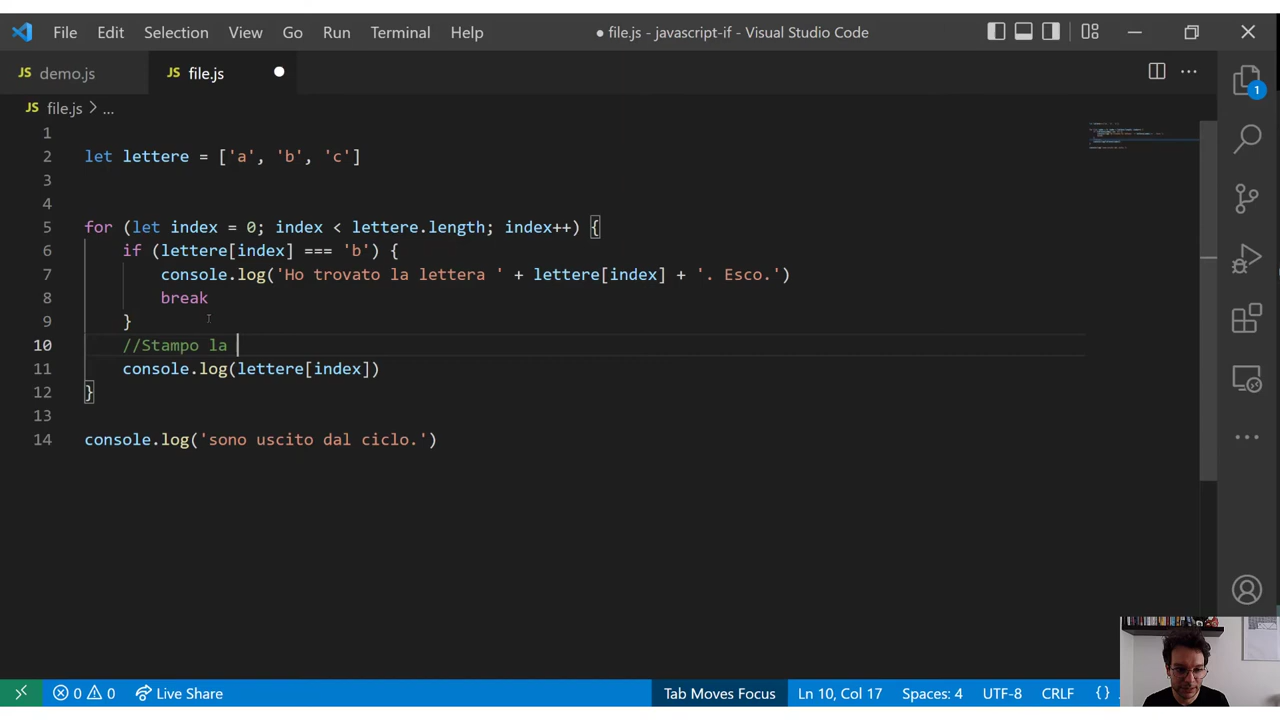 File Edit Selection View Go Run Terminal Help ● file.js - javascript-if - Visual Studio Code
JS demo.js JS file.js
JS file.js > ...
1
2 let lettere = ['a', 'b', 'c']
3
4
5 for (let index = 0; index < lettere.length; index++) {
6 if (lettere[index] === 'b') {
7 console.log('Ho trovato la lettera ' + lettere[index] + '. Esco.')
8 break
9 }
10 //Stampo la
11 console.log(lettere[index])
12 }
13
14 console.log('sono uscito dal ciclo.')
1
0 0 Live Share Tab Moves Focus Ln 10, Col 17 Spaces: 4 UTF-8 CRLF {}